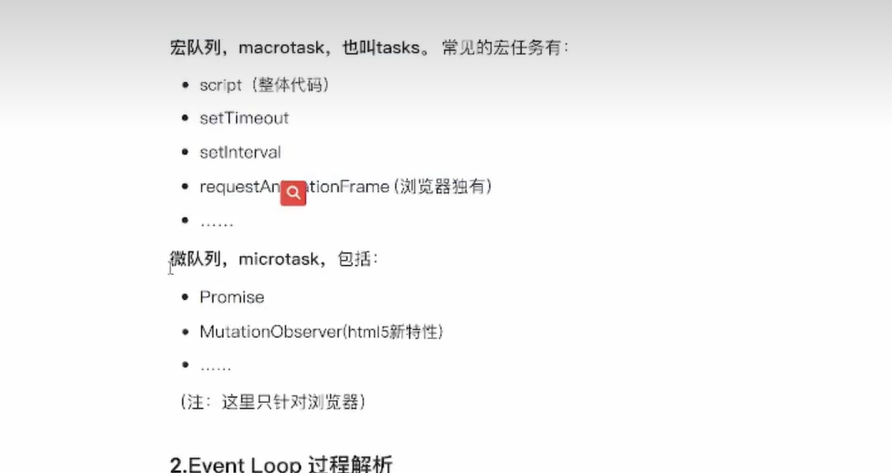 宏队列，macrotask，也叫tasks。 常见的宏任务有：
script（整体代码）
setTimeout
setInterval
requestAn tionFrame (浏览器独有)
……
微队列，microtask，包括：
Promise
MutationObserver(html5新特性)
……
（注：这里只针对浏览器）
2.Event Loop 过程解析